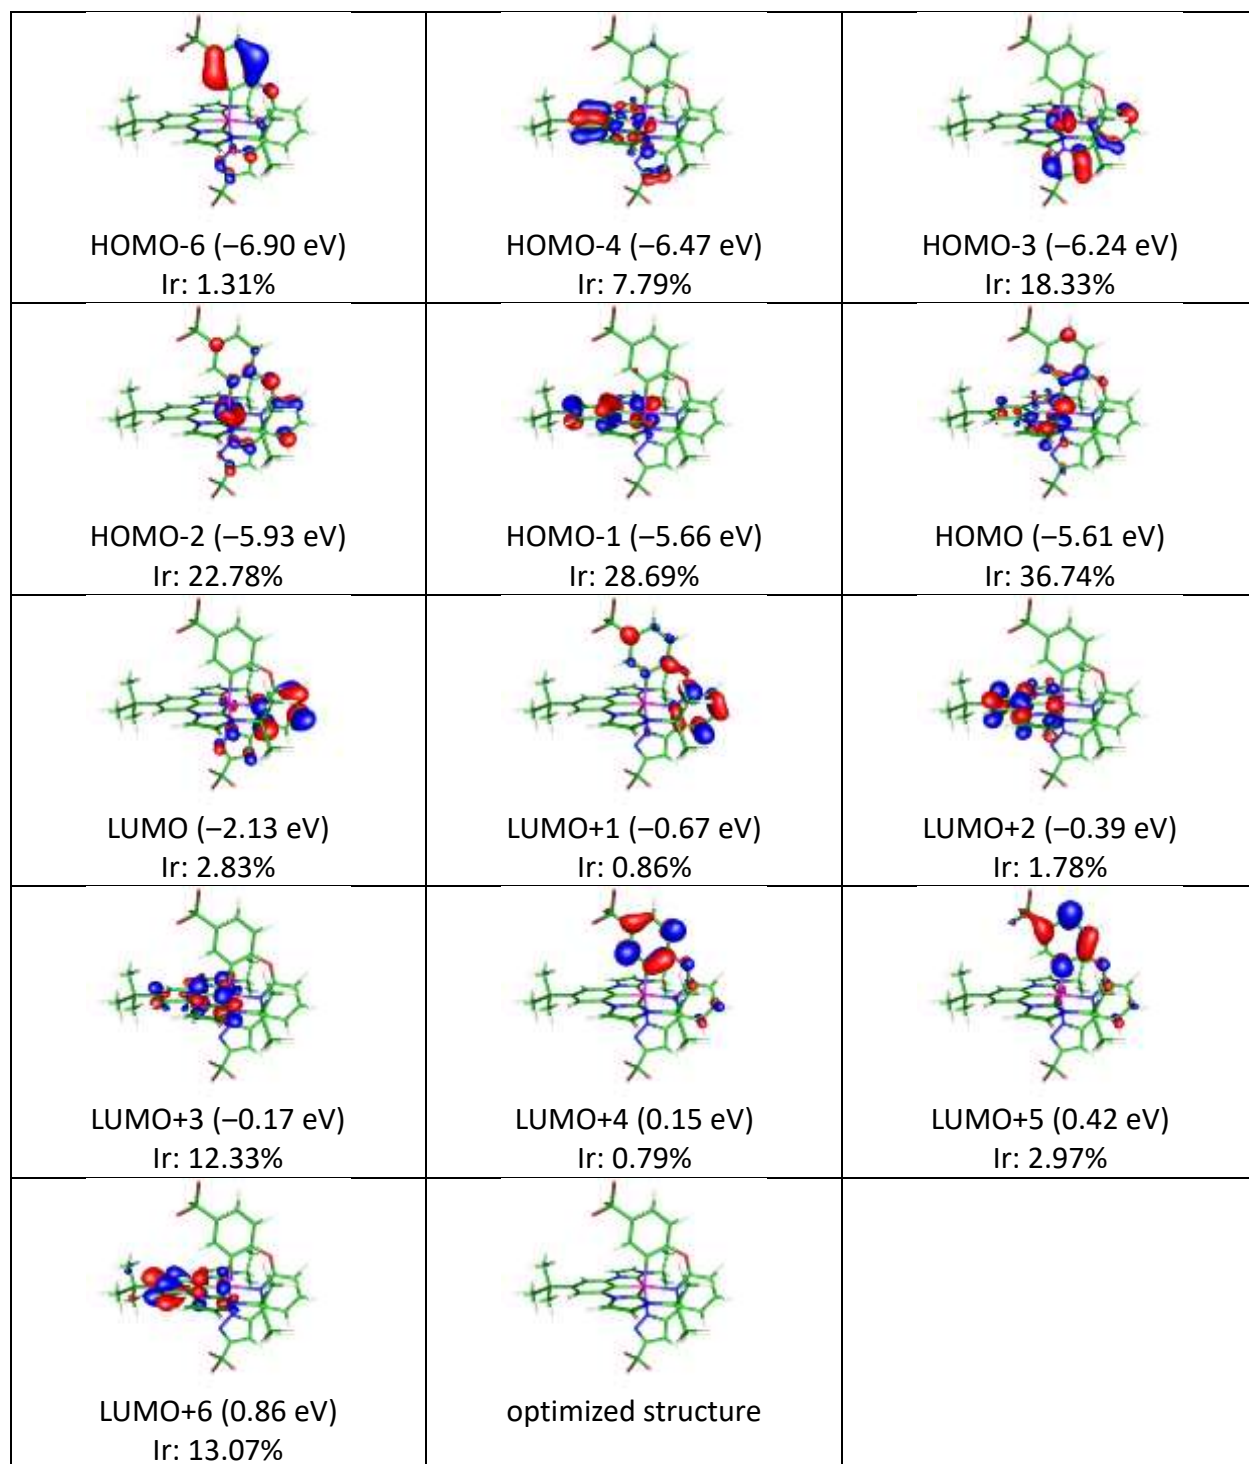 HOMO-6 (–6.90 eV)
Ir: 1.31%
HOMO-4 (–6.47 eV)
Ir: 7.79%
HOMO-3 (–6.24 eV)
Ir: 18.33%
HOMO-2 (–5.93 eV)
Ir: 22.78%
HOMO-1 (–5.66 eV)
Ir: 28.69%
HOMO (–5.61 eV)
Ir: 36.74%
LUMO (–2.13 eV)
Ir: 2.83%
LUMO+1 (–0.67 eV)
Ir: 0.86%
LUMO+2 (–0.39 eV)
Ir: 1.78%
LUMO+3 (–0.17 eV)
Ir: 12.33%
LUMO+4 (0.15 eV)
Ir: 0.79%
LUMO+5 (0.42 eV)
Ir: 2.97%
LUMO+6 (0.86 eV)
Ir: 13.07%
optimized structure